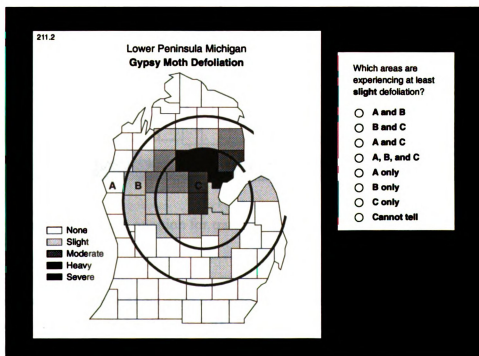 211.2
Lower Peninsula Michigan
Gypsy Moth Defoliation
A
B
C
None
Slight
Moderate
Heavy
Severe
Which areas are
experiencing at least
slight defoliation?
A and B
B and C
A and C
A, B, and C
A only
B only
C only
Cannot tell